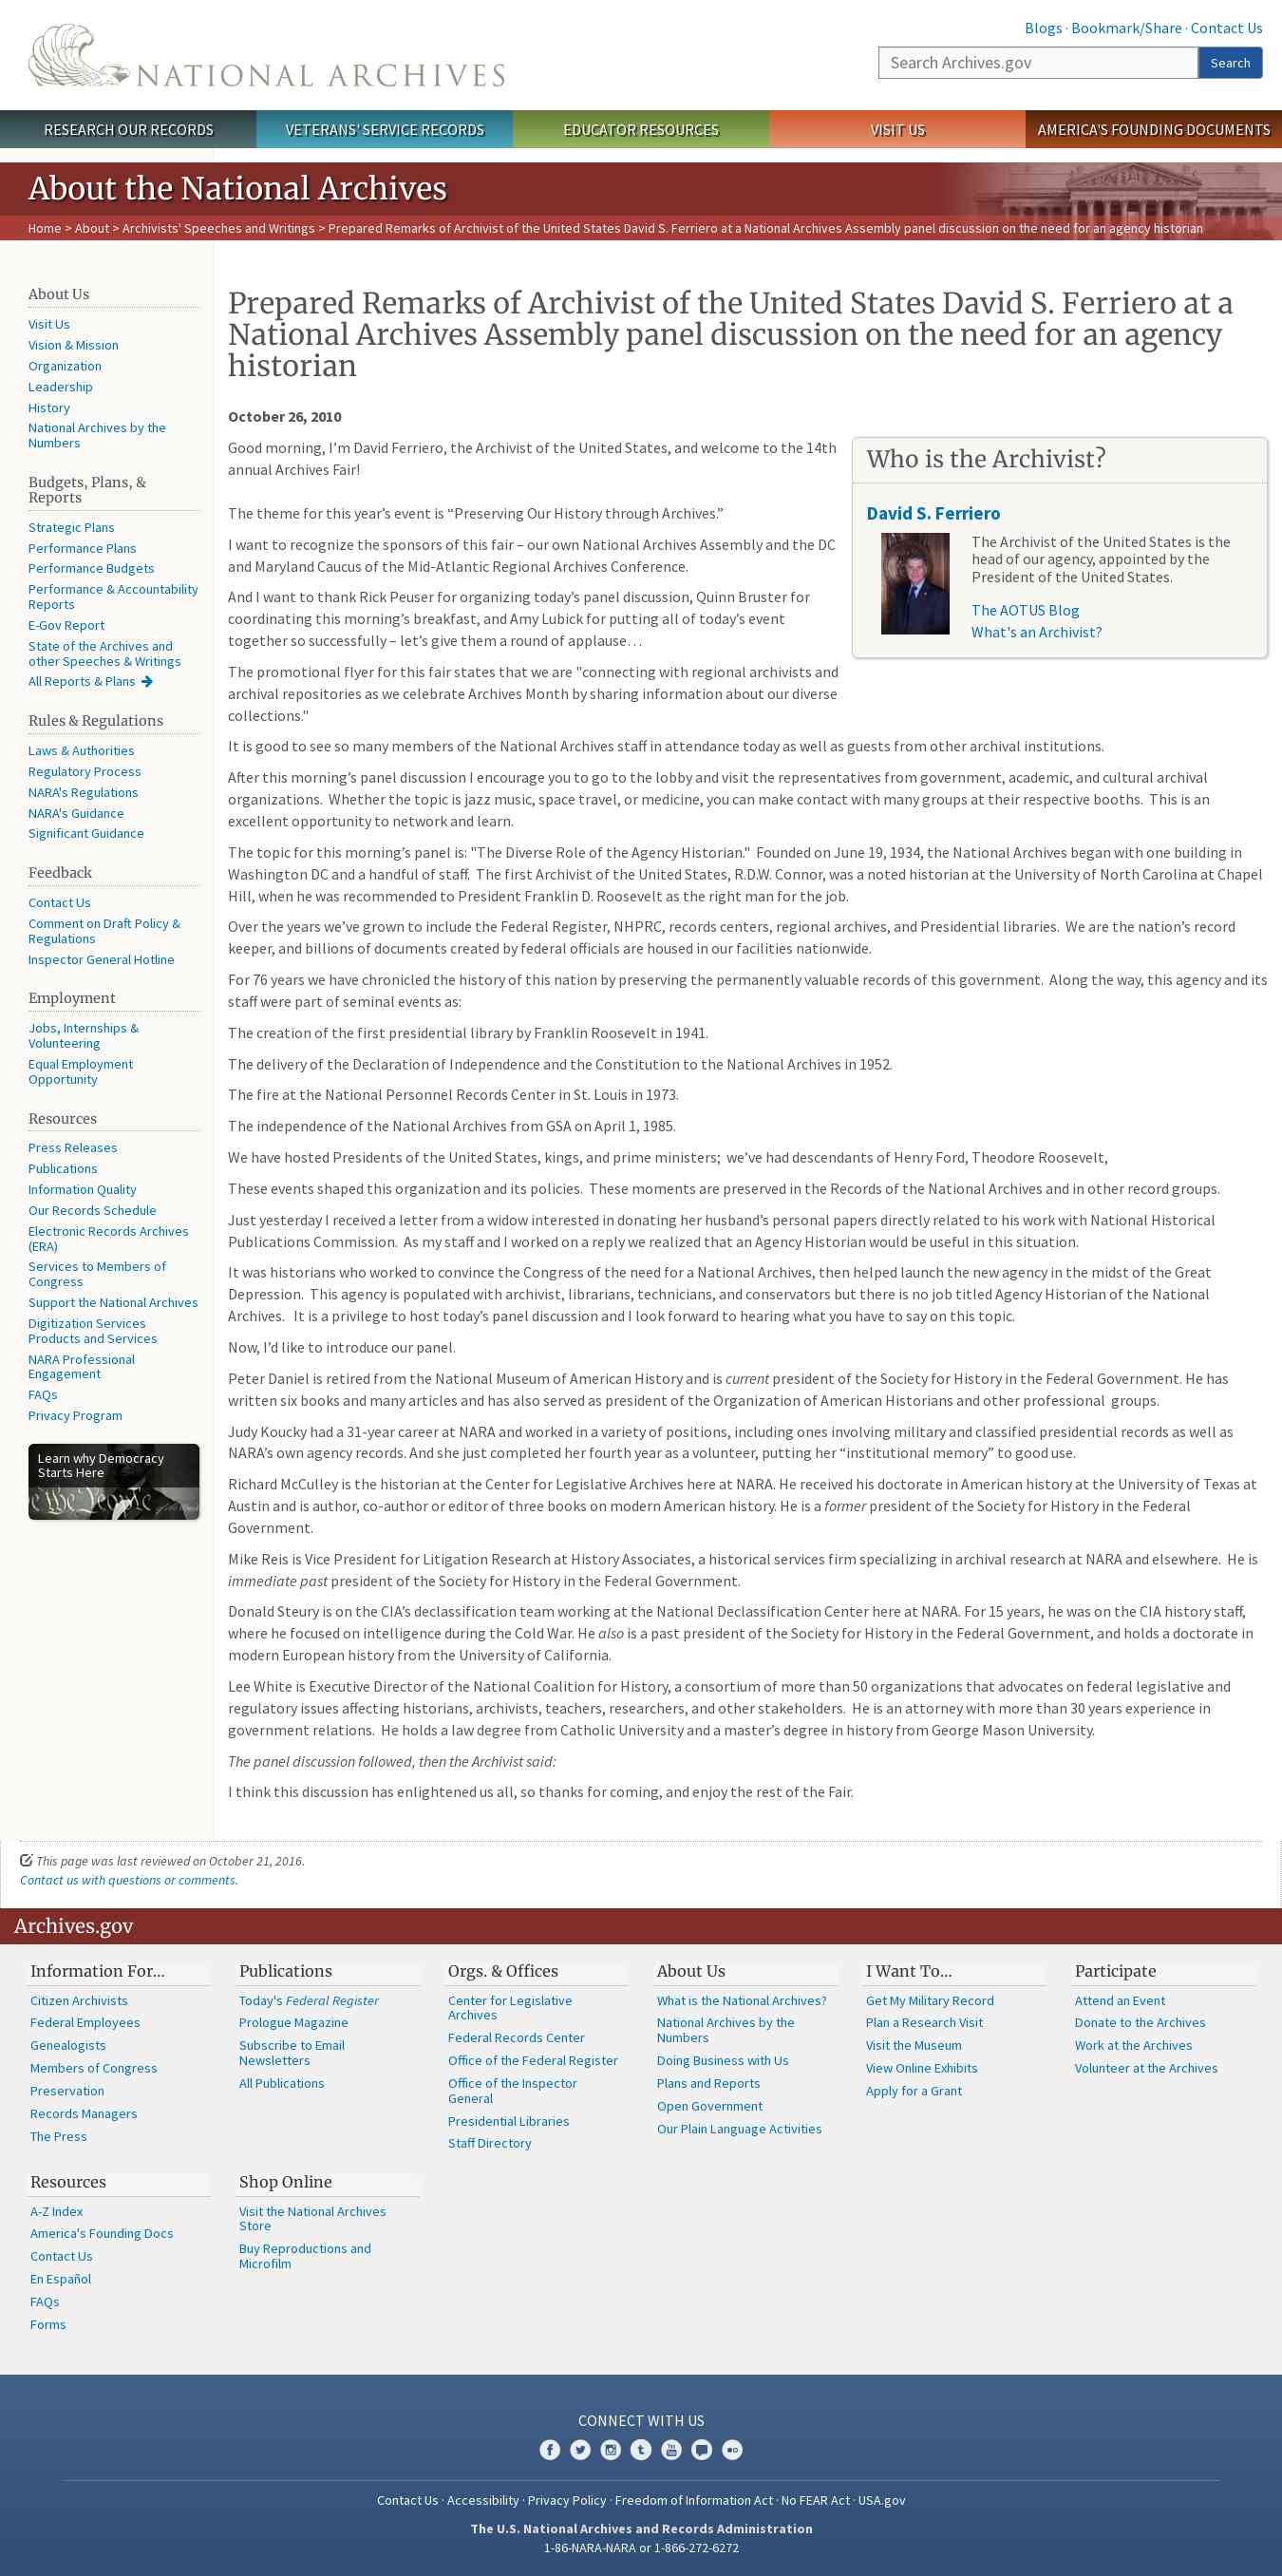 Blogs · Bookmark/Share · Contact Us
NATIONAL ARCHIVES
Search Archives.gov
Search
RESEARCH OUR RECORDS
VETERANS' SERVICE RECORDS
EDUCATOR RESOURCES
VISIT US
AMERICA'S FOUNDING DOCUMENTS
About the National Archives
Home > About > Archivists' Speeches and Writings > Prepared Remarks of Archivist of the United States David S. Ferriero at a National Archives Assembly panel discussion on the need for an agency historian
About Us
Visit Us
Vision & Mission
Organization
Leadership
History
National Archives by the
Numbers
Budgets, Plans, &
Reports
Strategic Plans
Performance Plans
Performance Budgets
Performance & Accountability
Reports
E-Gov Report
State of the Archives and
other Speeches & Writings
All Reports & Plans
Rules & Regulations
Laws & Authorities
Regulatory Process
NARA's Regulations
NARA's Guidance
Significant Guidance
Feedback
Contact Us
Comment on Draft Policy &
Regulations
Inspector General Hotline
Employment
Jobs, Internships &
Volunteering
Equal Employment
Opportunity
Resources
Press Releases
Publications
Information Quality
Our Records Schedule
Electronic Records Archives
(ERA)
Services to Members of
Congress
Support the National Archives
Digitization Services
Products and Services
NARA Professional
Engagement
FAQs
Privacy Program
Learn why Democracy
Starts Here
We the People
Prepared Remarks of Archivist of the United States David S. Ferriero at a
National Archives Assembly panel discussion on the need for an agency
historian
October 26, 2010
Good morning, I’m David Ferriero, the Archivist of the United States, and welcome to the 14th
annual Archives Fair!
The theme for this year’s event is “Preserving Our History through Archives.”
I want to recognize the sponsors of this fair – our own National Archives Assembly and the DC
and Maryland Caucus of the Mid-Atlantic Regional Archives Conference.
And I want to thank Rick Peuser for organizing today’s panel discussion, Quinn Bruster for
coordinating this morning’s breakfast, and Amy Lubick for putting all of today’s event
together so successfully – let’s give them a round of applause…
The promotional flyer for this fair states that we are "connecting with regional archivists and
archival repositories as we celebrate Archives Month by sharing information about our diverse
collections."
Who is the Archivist?
David S. Ferriero
The Archivist of the United States is the
head of our agency, appointed by the
President of the United States.
The AOTUS Blog
What's an Archivist?
It is good to see so many members of the National Archives staff in attendance today as well as guests from other archival institutions.
After this morning’s panel discussion I encourage you to go to the lobby and visit the representatives from government, academic, and cultural archival
organizations.  Whether the topic is jazz music, space travel, or medicine, you can make contact with many groups at their respective booths.  This is an
excellent opportunity to network and learn.
The topic for this morning’s panel is: "The Diverse Role of the Agency Historian."  Founded on June 19, 1934, the National Archives began with one building in
Washington DC and a handful of staff.  The first Archivist of the United States, R.D.W. Connor, was a noted historian at the University of North Carolina at Chapel
Hill, when he was recommended to President Franklin D. Roosevelt as the right man for the job.
Over the years we’ve grown to include the Federal Register, NHPRC, records centers, regional archives, and Presidential libraries.  We are the nation’s record
keeper, and billions of documents created by federal officials are housed in our facilities nationwide.
For 76 years we have chronicled the history of this nation by preserving the permanently valuable records of this government.  Along the way, this agency and its
staff were part of seminal events as:
The creation of the first presidential library by Franklin Roosevelt in 1941.
The delivery of the Declaration of Independence and the Constitution to the National Archives in 1952.
The fire at the National Personnel Records Center in St. Louis in 1973.
The independence of the National Archives from GSA on April 1, 1985.
We have hosted Presidents of the United States, kings, and prime ministers;  we’ve had descendants of Henry Ford, Theodore Roosevelt,
These events shaped this organization and its policies.  These moments are preserved in the Records of the National Archives and in other record groups.
Just yesterday I received a letter from a widow interested in donating her husband’s personal papers directly related to his work with National Historical
Publications Commission.  As my staff and I worked on a reply we realized that an Agency Historian would be useful in this situation.
It was historians who worked to convince the Congress of the need for a National Archives, then helped launch the new agency in the midst of the Great
Depression.  This agency is populated with archivist, librarians, technicians, and conservators but there is no job titled Agency Historian of the National
Archives.   It is a privilege to host today’s panel discussion and I look forward to hearing what you have to say on this topic.
Now, I’d like to introduce our panel.
Peter Daniel is retired from the National Museum of American History and is current president of the Society for History in the Federal Government. He has
written six books and many articles and has also served as president of the Organization of American Historians and other professional  groups.
Judy Koucky had a 31-year career at NARA and worked in a variety of positions, including ones involving military and classified presidential records as well as
NARA’s own agency records. And she just completed her fourth year as a volunteer, putting her “institutional memory” to good use.
Richard McCulley is the historian at the Center for Legislative Archives here at NARA. He received his doctorate in American history at the University of Texas at
Austin and is author, co-author or editor of three books on modern American history. He is a former president of the Society for History in the Federal
Government.
Mike Reis is Vice President for Litigation Research at History Associates, a historical services firm specializing in archival research at NARA and elsewhere.  He is
immediate past president of the Society for History in the Federal Government.
Donald Steury is on the CIA’s declassification team working at the National Declassification Center here at NARA. For 15 years, he was on the CIA history staff,
where he focused on intelligence during the Cold War. He also is a past president of the Society for History in the Federal Government, and holds a doctorate in
modern European history from the University of California.
Lee White is Executive Director of the National Coalition for History, a consortium of more than 50 organizations that advocates on federal legislative and
regulatory issues affecting historians, archivists, teachers, researchers, and other stakeholders.  He is an attorney with more than 30 years experience in
government relations.  He holds a law degree from Catholic University and a master’s degree in history from George Mason University.
The panel discussion followed, then the Archivist said:
I think this discussion has enlightened us all, so thanks for coming, and enjoy the rest of the Fair.
This page was last reviewed on October 21, 2016.
Contact us with questions or comments.
Archives.gov
Information For…
Citizen Archivists
Federal Employees
Genealogists
Members of Congress
Preservation
Records Managers
The Press
Publications
Today's Federal Register
Prologue Magazine
Subscribe to Email
Newsletters
All Publications
Orgs. & Offices
Center for Legislative
Archives
Federal Records Center
Office of the Federal Register
Office of the Inspector
General
Presidential Libraries
Staff Directory
About Us
What is the National Archives?
National Archives by the
Numbers
Doing Business with Us
Plans and Reports
Open Government
Our Plain Language Activities
I Want To…
Get My Military Record
Plan a Research Visit
Visit the Museum
View Online Exhibits
Apply for a Grant
Participate
Attend an Event
Donate to the Archives
Work at the Archives
Volunteer at the Archives
Resources
A-Z Index
America's Founding Docs
Contact Us
En Español
FAQs
Forms
Shop Online
Visit the National Archives
Store
Buy Reproductions and
Microfilm
CONNECT WITH US
Contact Us · Accessibility · Privacy Policy · Freedom of Information Act · No FEAR Act · USA.gov
The U.S. National Archives and Records Administration
1-86-NARA-NARA or 1-866-272-6272